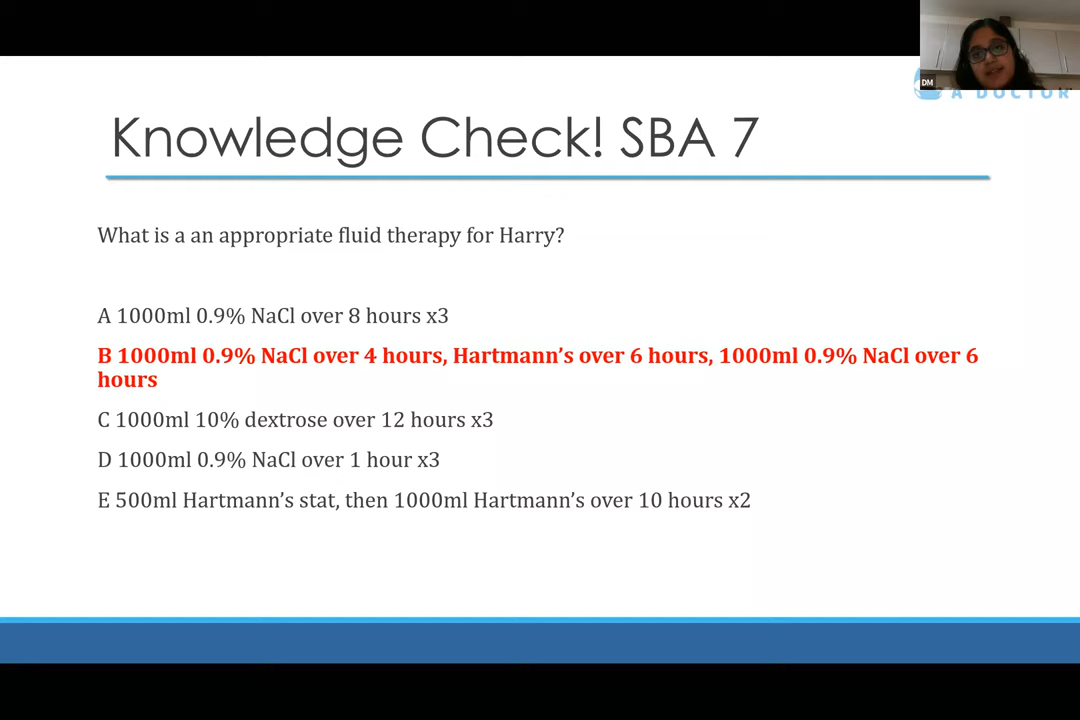 DM
A DOCTOR
Knowledge Check! SBA 7
What is a an appropriate fluid therapy for Harry?
A 1000ml 0.9% NaCl over 8 hours x3
B 1000ml 0.9% NaCl over 4 hours, Hartmann’s over 6 hours, 1000ml 0.9% NaCl over 6
hours
C 1000ml 10% dextrose over 12 hours x3
D 1000ml 0.9% NaCl over 1 hour x3
E 500ml Hartmann’s stat, then 1000ml Hartmann’s over 10 hours x2